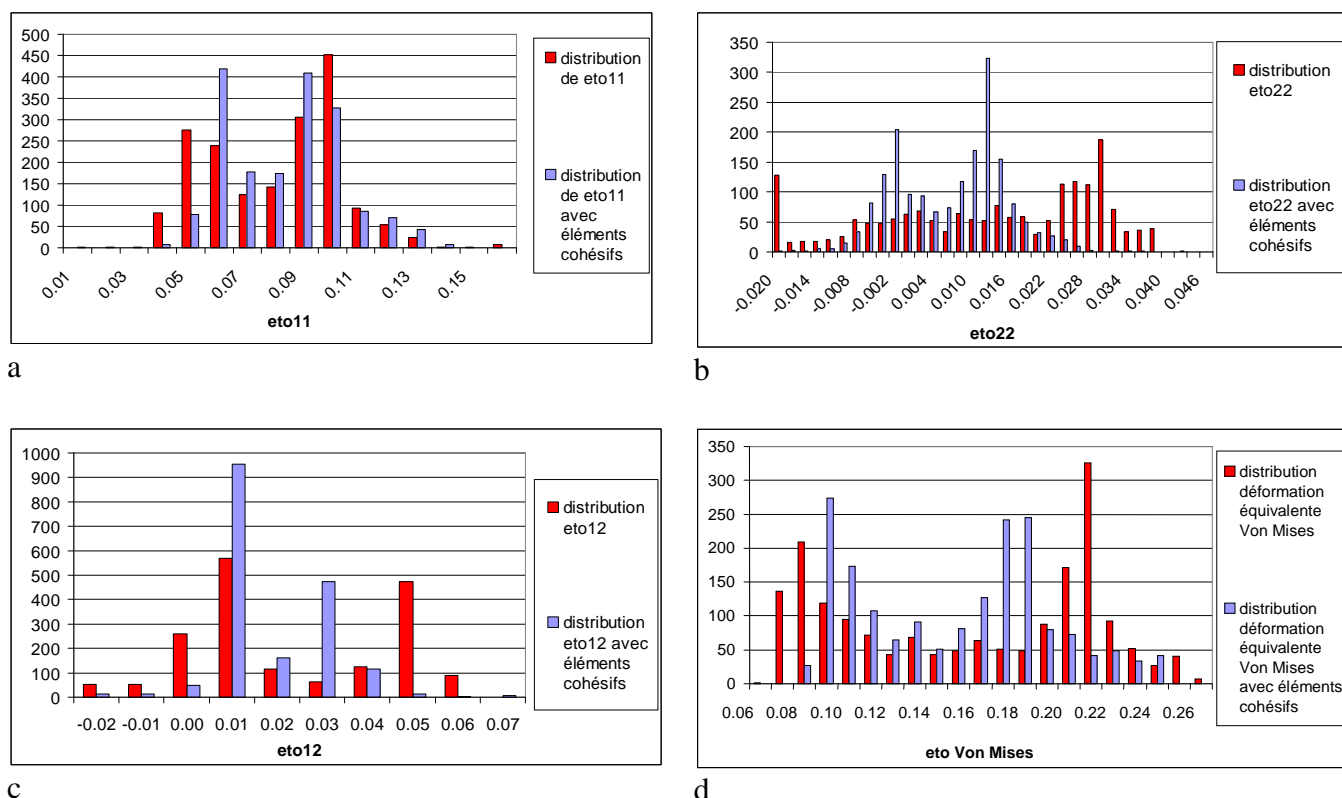 500
450
400
350
300
250
200
150
100
50
0
0.01
0.03
0.05
0.07
0.09
0.11
0.13
0.15
eto11
distribution
de eto11
distribution
de eto11
avec
éléments
cohésifs
a
350
300
250
200
150
100
50
0
-0.020
-0.014
-0.008
-0.002
0.004
0.010
0.016
0.022
0.028
0.034
0.040
0.046
eto22
distribution
eto22
distribution
eto22 avec
éléments
cohésifs
b
1000
900
800
700
600
500
400
300
200
100
0
-0.02 -0.01 0.00 0.01 0.02 0.03 0.04 0.05 0.06 0.07
eto12
distribution
eto12
distribution
eto12 avec
éléments
cohésifs
c
350
300
250
200
150
100
50
0
0.06 0.08 0.10 0.12 0.14 0.16 0.18 0.20 0.22 0.24 0.26
eto Von Mises
distribution
déformation
équivalente
Von Mises
distribution
déformation
équivalente
Von Mises
avec éléments
cohésifs
d